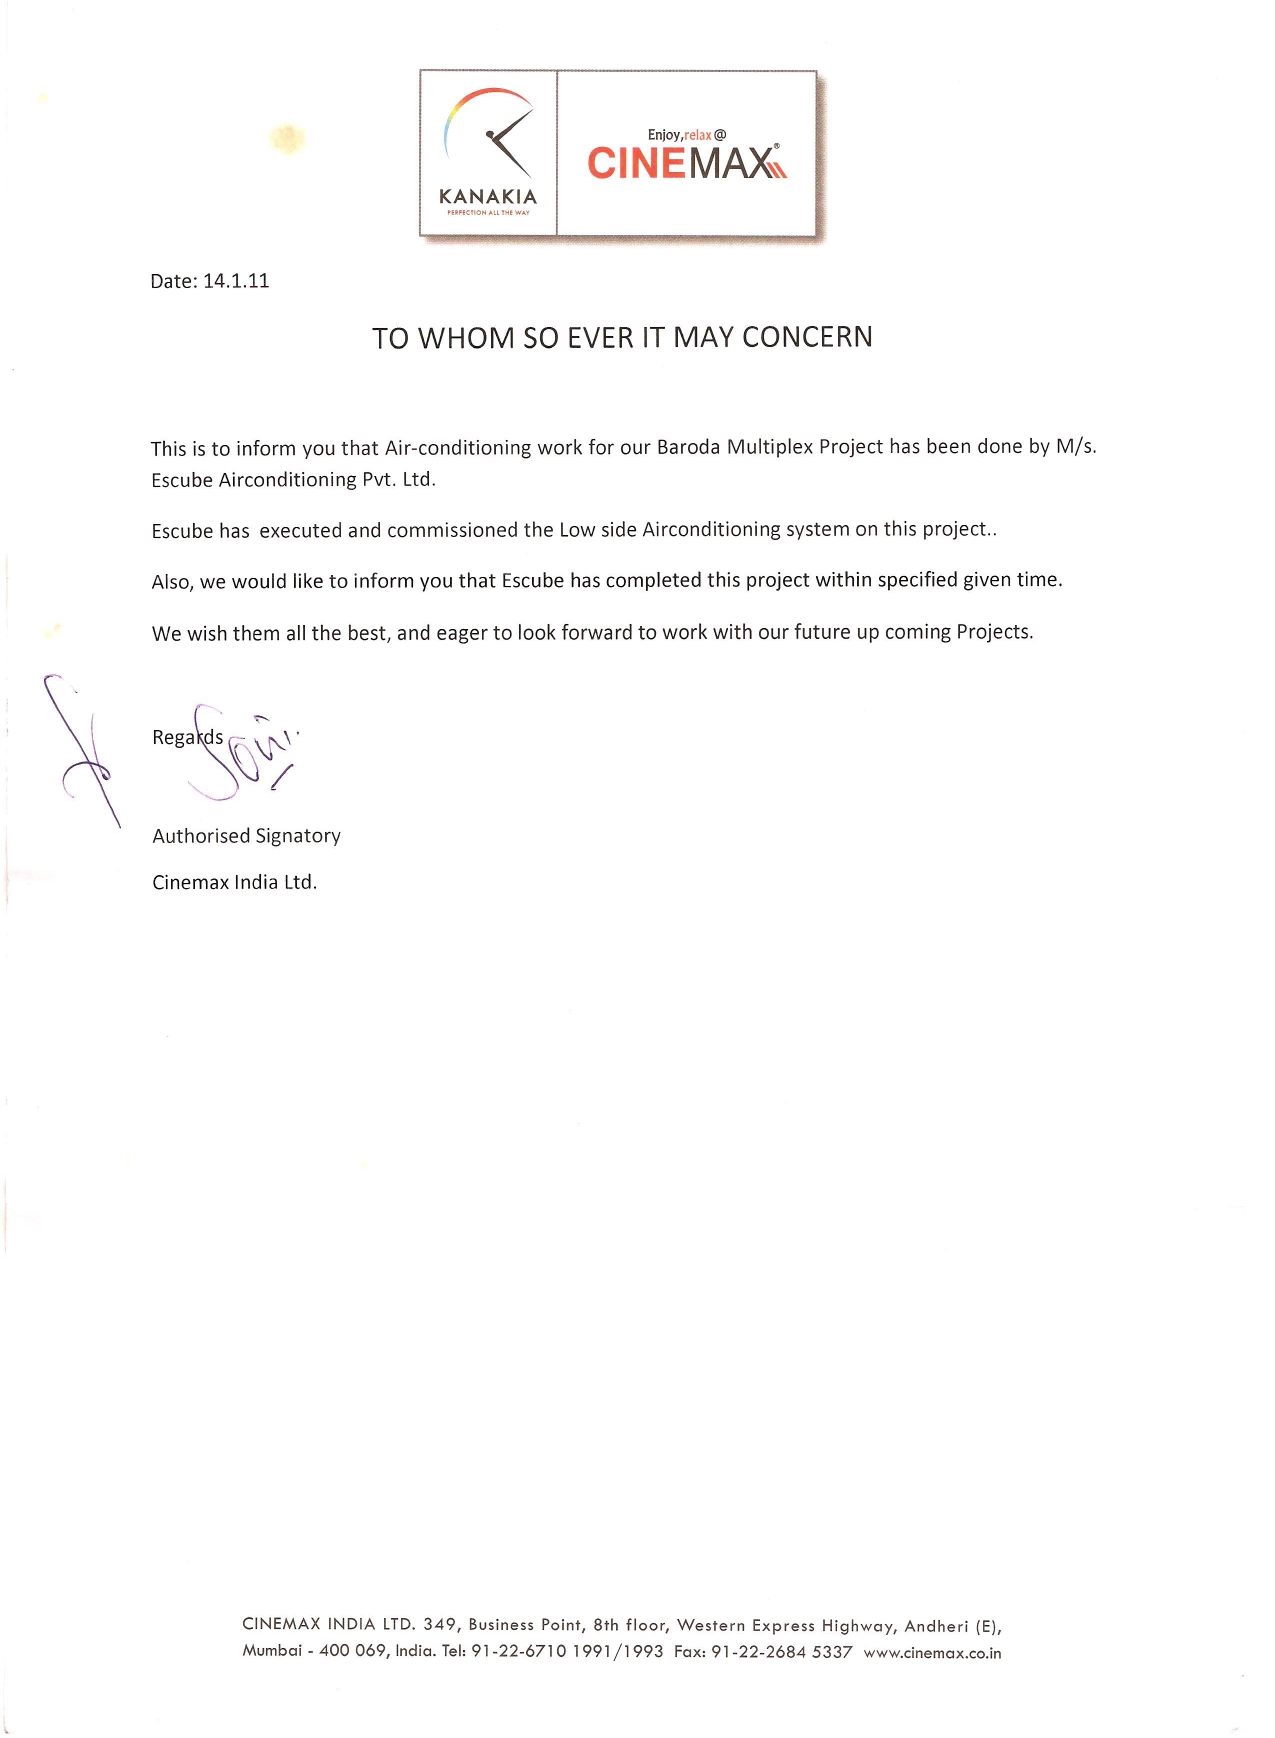 KANAKIA
PERFECTION ALL THE WAY
Enjoy,relax @
CINEMAX®
Date: 14.1.11
TO WHOM SO EVER IT MAY CONCERN
This is to inform you that Air-conditioning work for our Baroda Multiplex Project has been done by M/s.
Escube Airconditioning Pvt. Ltd.
Escube has executed and commissioned the Low side Airconditioning system on this project..
Also, we would like to inform you that Escube has completed this project within specified given time.
We wish them all the best, and eager to look forward to work with our future up coming Projects.
Regards
Authorised Signatory
Cinemax India Ltd.
CINEMAX INDIA LTD. 349, Business Point, 8th floor, Western Express Highway, Andheri (E),
Mumbai - 400 069, India. Tel: 91-22-6710 1991/1993 Fax: 91-22-2684 5337 www.cinemax.co.in